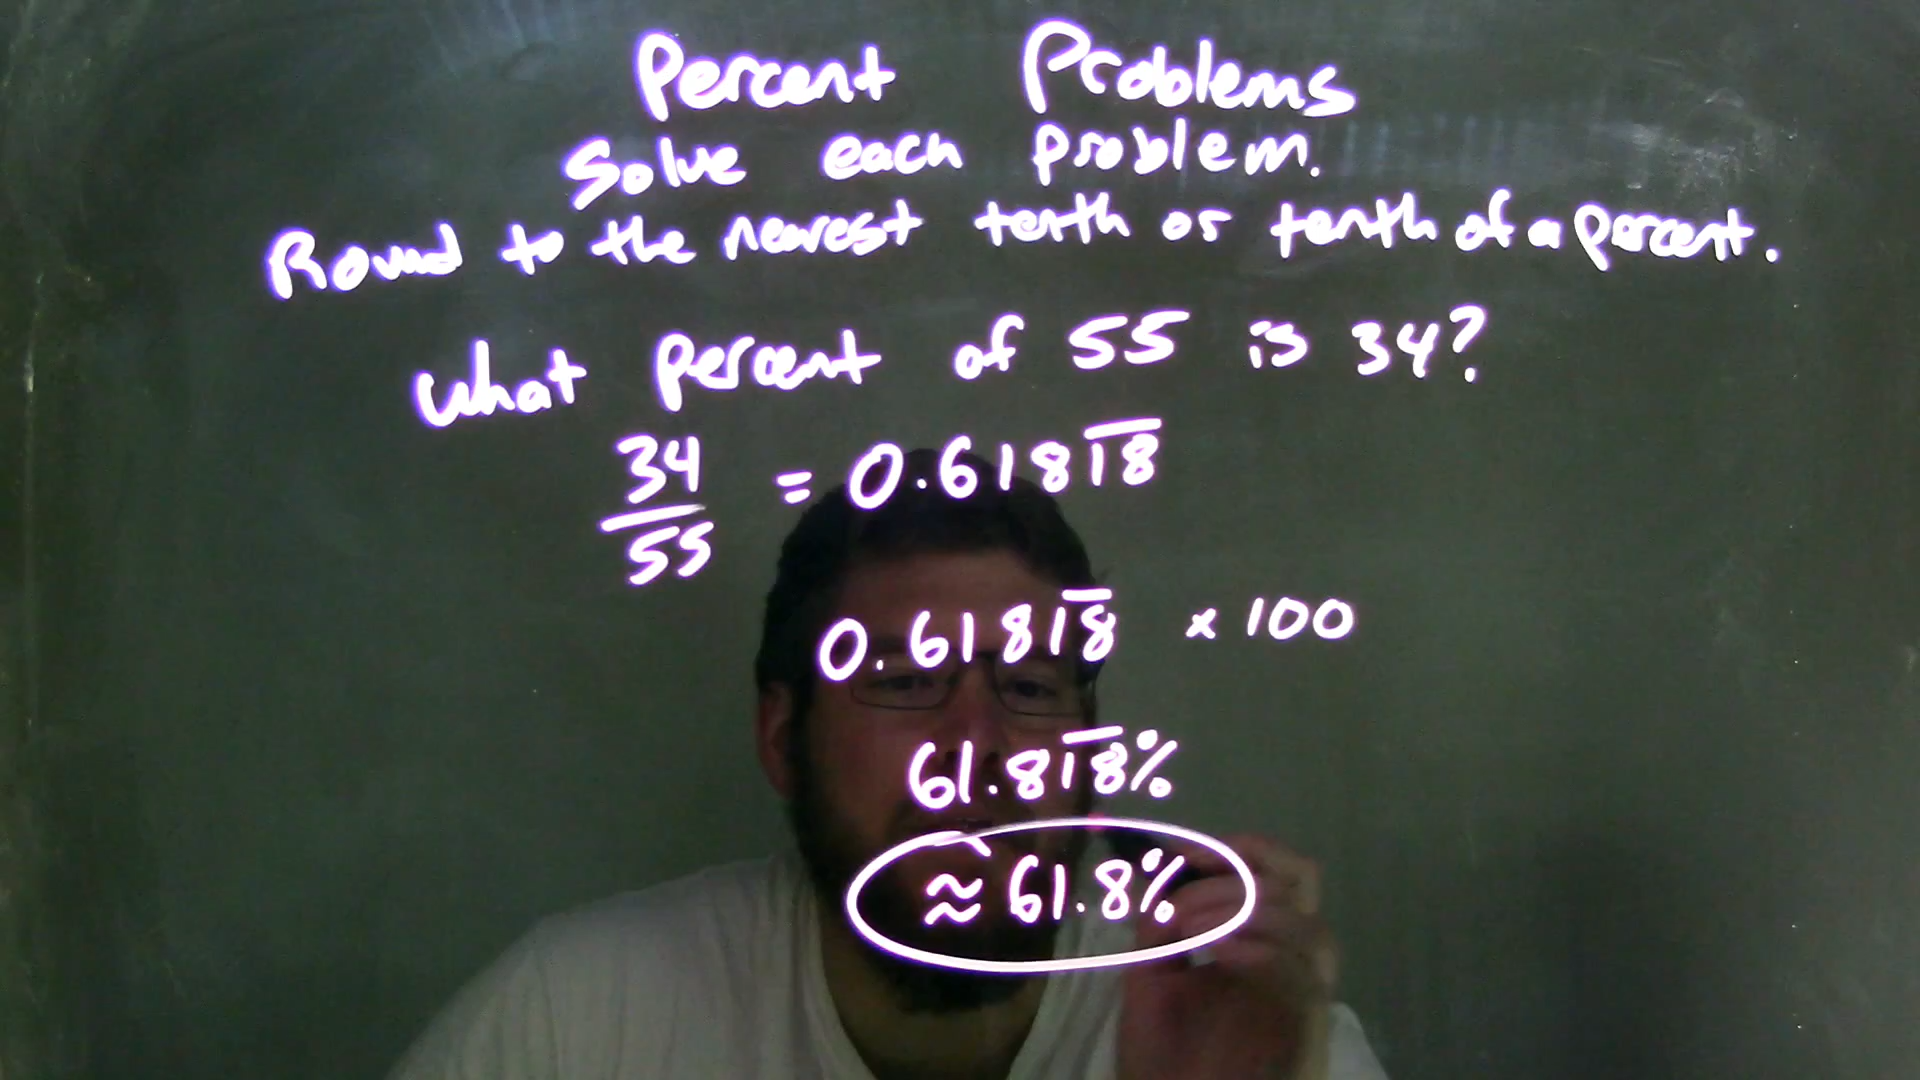 Percent Problems
Solve each problem.
Round to the nearest tenth or tenth of a percent.
What percent of 55 is 34?
34/55 = 0.6181̅8̅
0.6181̅8̅ × 100
61.81̅8̅%
≈ 61.8%